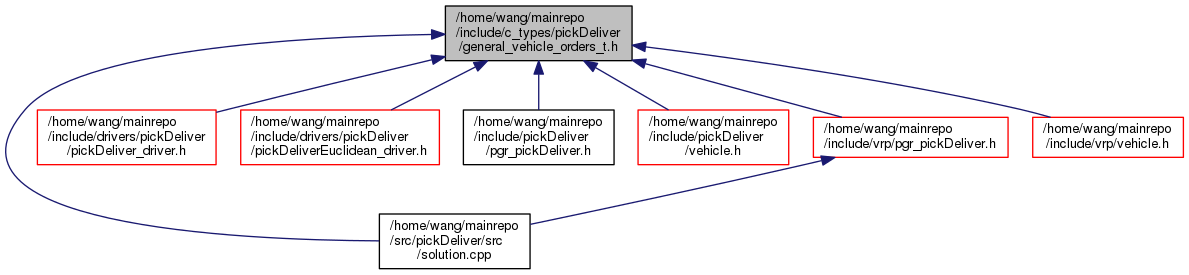 /home/wang/mainrepo
/include/c_types/pickDeliver
/general_vehicle_orders_t.h
/home/wang/mainrepo
/include/drivers/pickDeliver
/pickDeliver_driver.h
/home/wang/mainrepo
/include/drivers/pickDeliver
/pickDeliverEuclidean_driver.h
/home/wang/mainrepo
/include/pickDeliver
/pgr_pickDeliver.h
/home/wang/mainrepo
/include/pickDeliver
/vehicle.h
/home/wang/mainrepo
/include/vrp/pgr_pickDeliver.h
/home/wang/mainrepo
/include/vrp/vehicle.h
/home/wang/mainrepo
/src/pickDeliver/src
/solution.cpp